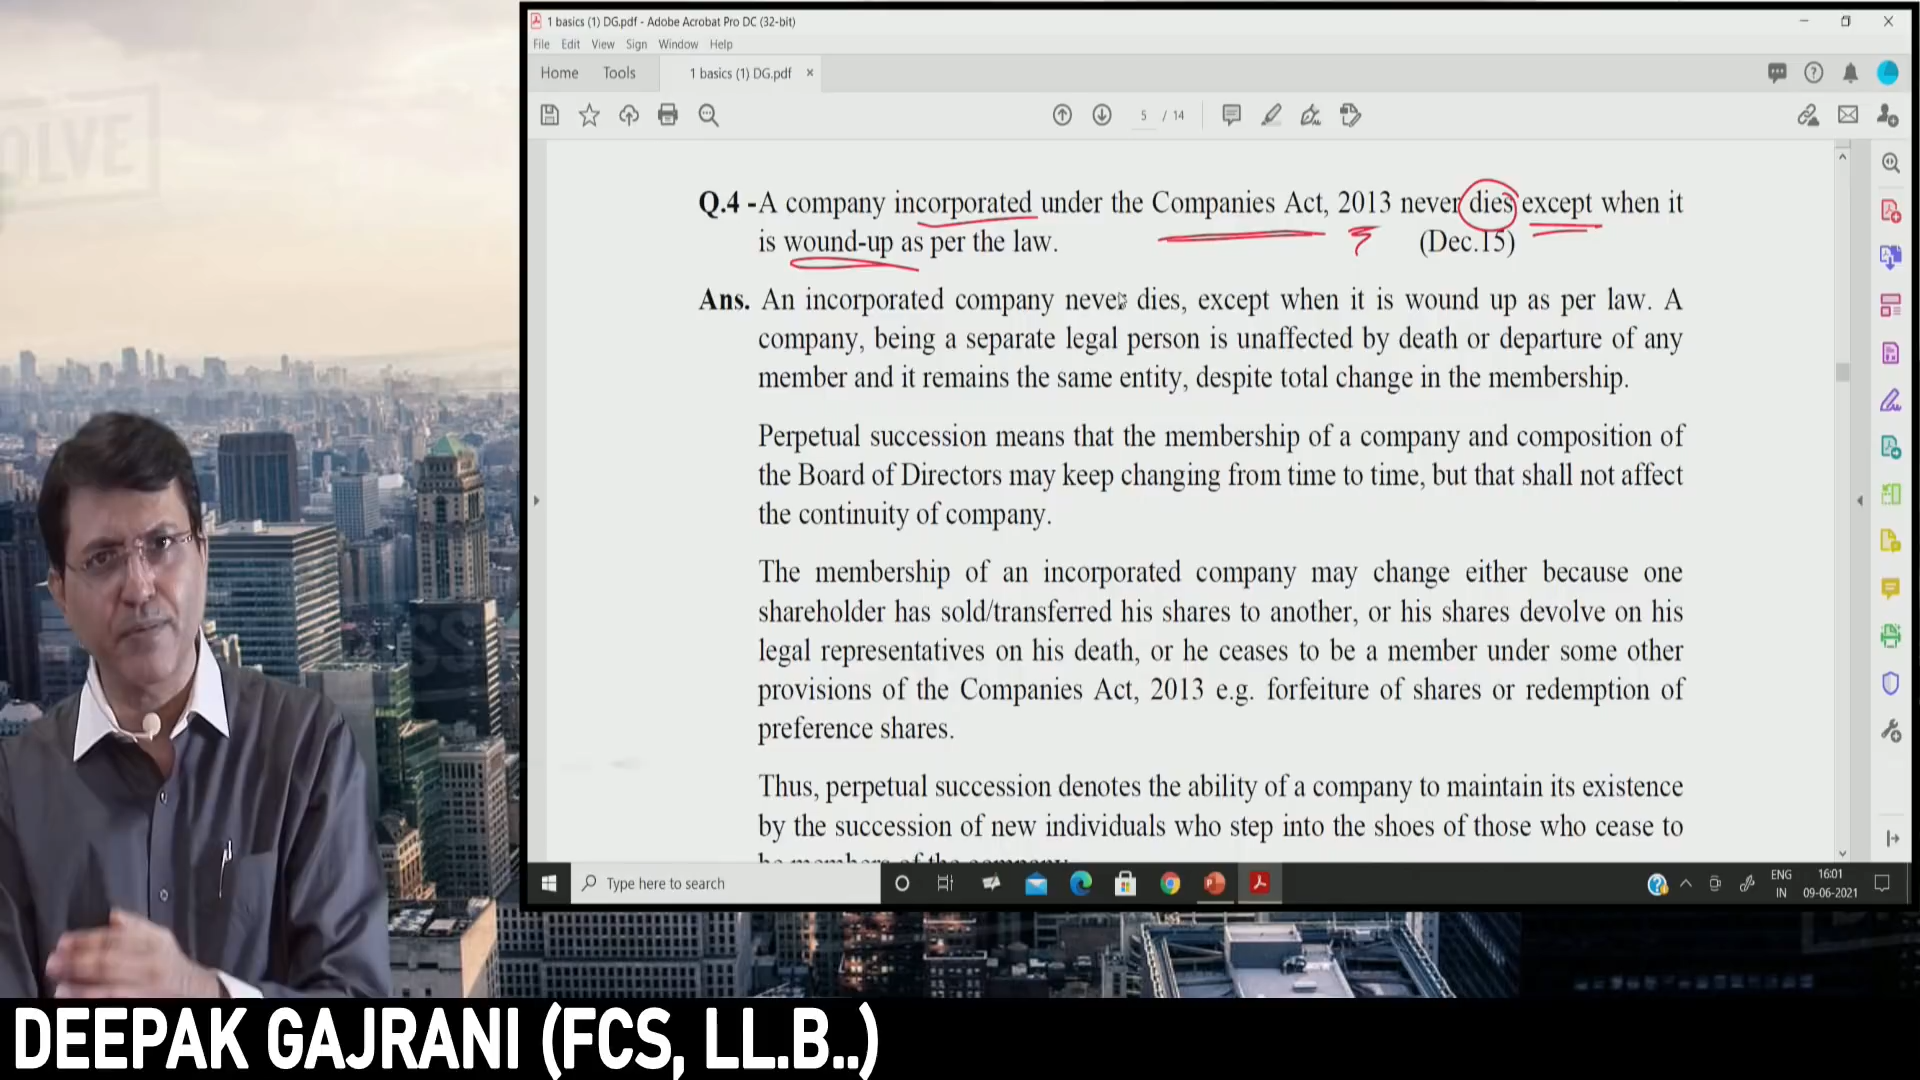 OLVE
1 basics (1) DG.pdf - Adobe Acrobat Pro DC (32-bit)
File Edit View Sign Window Help
Home Tools 1 basics (1) DG.pdf ×
5 / 14
Q.4 - A company incorporated under the Companies Act, 2013 never dies except when it
is wound-up as per the law. (Dec.15)
Ans. An incorporated company never dies, except when it is wound up as per law. A
company, being a separate legal person is unaffected by death or departure of any
member and it remains the same entity, despite total change in the membership.
Perpetual succession means that the membership of a company and composition of
the Board of Directors may keep changing from time to time, but that shall not affect
the continuity of company.
The membership of an incorporated company may change either because one
shareholder has sold/transferred his shares to another, or his shares devolve on his
legal representatives on his death, or he ceases to be a member under some other
provisions of the Companies Act, 2013 e.g. forfeiture of shares or redemption of
preference shares.
Thus, perpetual succession denotes the ability of a company to maintain its existence
by the succession of new individuals who step into the shoes of those who cease to
be members of the company
Type here to search
ENG
IN
16:01
09-06-2021
DEEPAK GAJRANI (FCS, LL.B..)